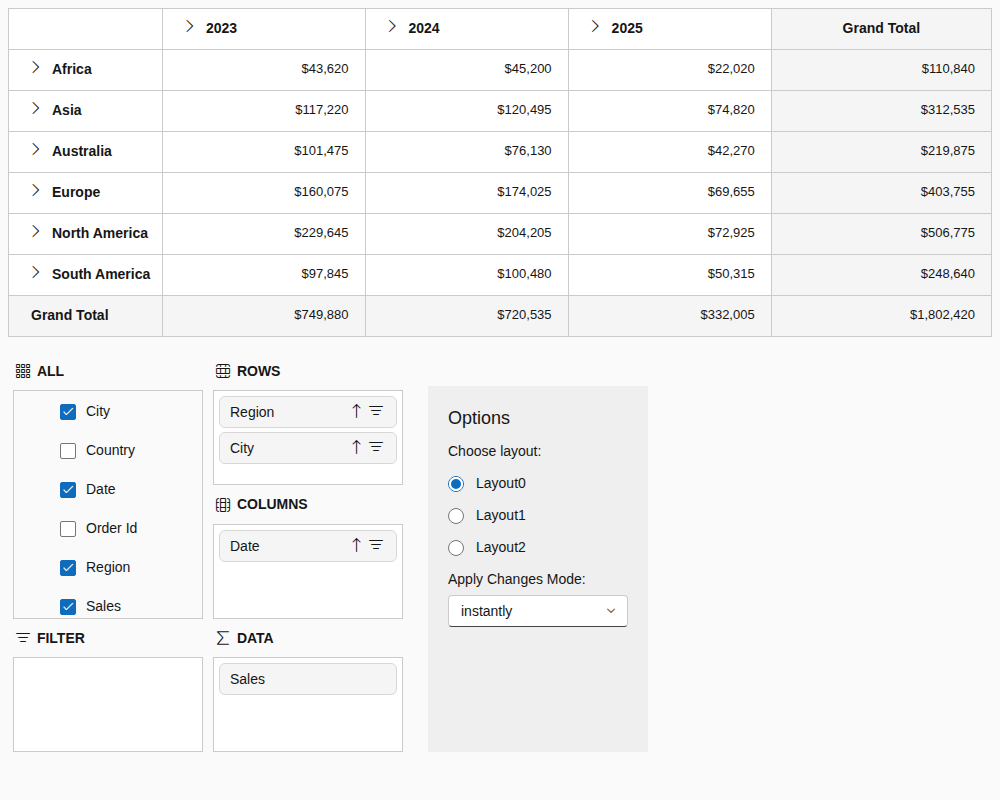 2023 2024 2025 Grand Total
Africa $43,620 $45,200 $22,020 $110,840
Asia $117,220 $120,495 $74,820 $312,535
Australia $101,475 $76,130 $42,270 $219,875
Europe $160,075 $174,025 $69,655 $403,755
North America $229,645 $204,205 $72,925 $506,775
South America $97,845 $100,480 $50,315 $248,640
Grand Total $749,880 $720,535 $332,005 $1,802,420
ALL
City
Country
Date
Order Id
Region
Sales
FILTER
ROWS
Region
City
COLUMNS
Date
DATA
Sales
Options
Choose layout:
Layout0
Layout1
Layout2
Apply Changes Mode:
instantly